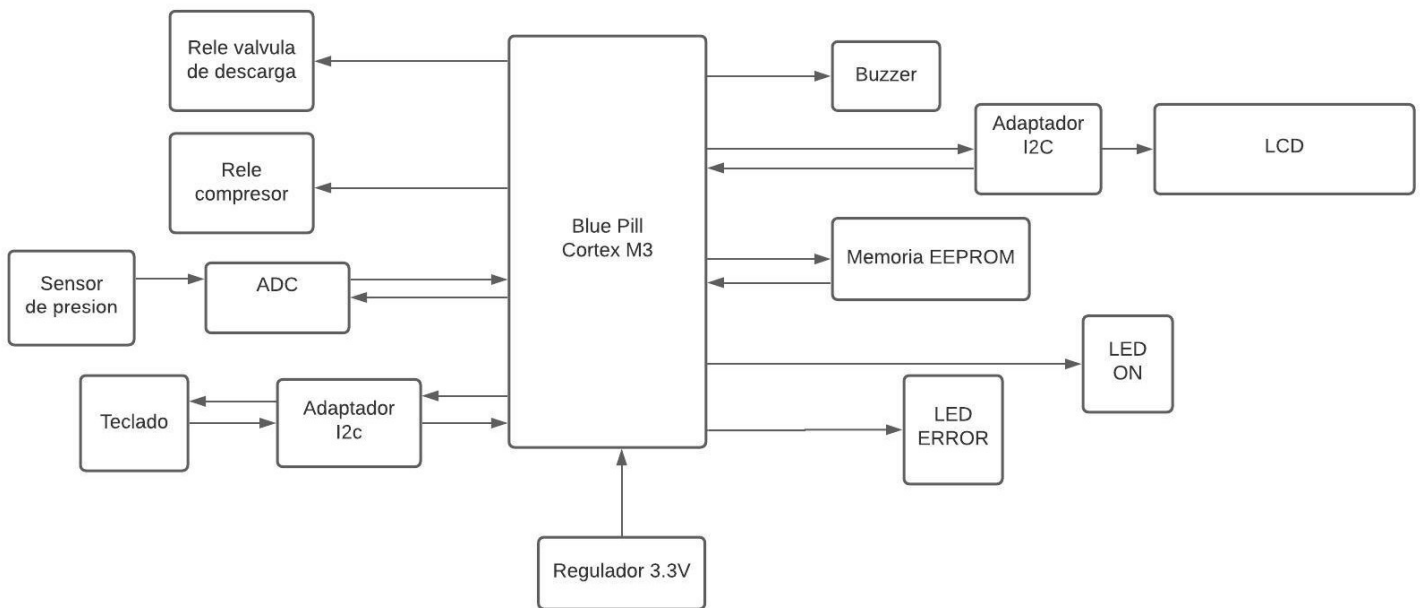 Rele valvula
de descarga
Buzzer
Adaptador
I2C
LCD
Rele
compresor
Blue Pill
Cortex M3
Memoria EEPROM
Sensor
de presion
ADC
LED
ON
Teclado
Adaptador
I2c
LED
ERROR
Regulador 3.3V